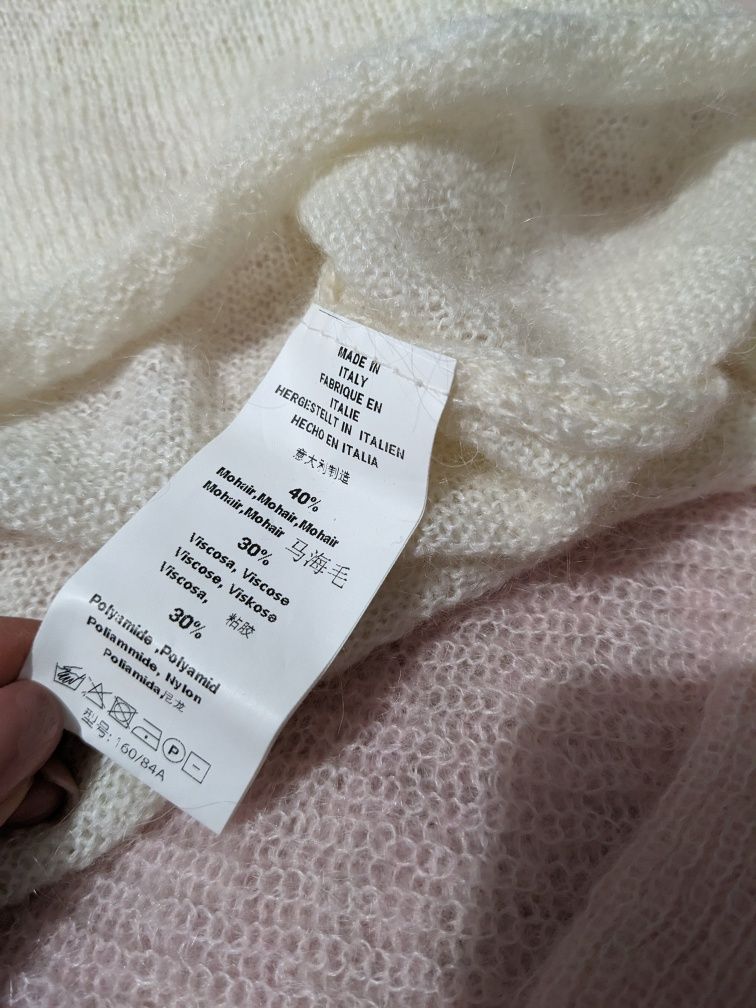 MADE IN
ITALY
FABRIQUE EN
ITALIE
HERGESTELLT IN ITALIEN
HECHO EN ITALIA
意大利制造
40%
Mohair,Mohair,Mohair
Mohair,Mohair 马海毛
30%
Viscosa, Viscose
Viscose, Viskose
Viscosa, 粘胶
30%
Polyamide ,Polyamid
Poliammide, Nylon
Poliamida,尼龙
P
型号: 160/84A